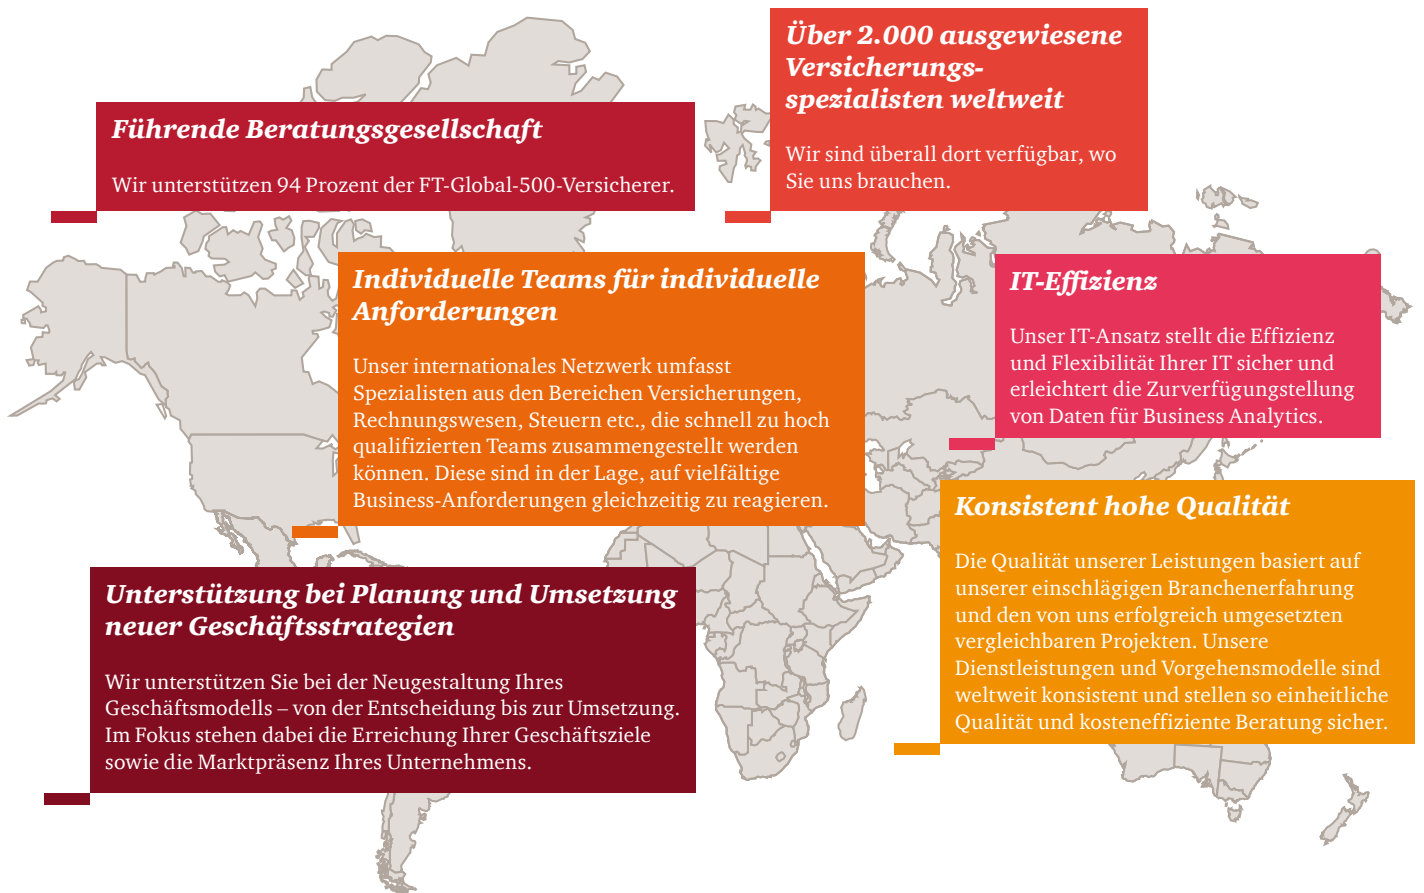 Führende Beratungsgesellschaft
Wir unterstützen 94 Prozent der FT-Global-500-Versicherer.
Über 2.000 ausgewiesene
Versicherungs-
spezialisten weltweit
Wir sind überall dort verfügbar, wo
Sie uns brauchen.
Individuelle Teams für individuelle
Anforderungen
Unser internationales Netzwerk umfasst
Spezialisten aus den Bereichen Versicherungen,
Rechnungswesen, Steuern etc., die schnell zu hoch
qualifizierten Teams zusammengestellt werden
können. Diese sind in der Lage, auf vielfältige
Business-Anforderungen gleichzeitig zu reagieren.
IT-Effizienz
Unser IT-Ansatz stellt die Effizienz
und Flexibilität Ihrer IT sicher und
erleichtert die Zurverfügungstellung
von Daten für Business Analytics.
Unterstützung bei Planung und Umsetzung
neuer Geschäftsstrategien
Wir unterstützen Sie bei der Neugestaltung Ihres
Geschäftsmodells – von der Entscheidung bis zur Umsetzung.
Im Fokus stehen dabei die Erreichung Ihrer Geschäftsziele
sowie die Marktpräsenz Ihres Unternehmens.
Konsistent hohe Qualität
Die Qualität unserer Leistungen basiert auf
unserer einschlägigen Branchenerfahrung
und den von uns erfolgreich umgesetzten
vergleichbaren Projekten. Unsere
Dienstleistungen und Vorgehensmodelle sind
weltweit konsistent und stellen so einheitliche
Qualität und kosteneffiziente Beratung sicher.